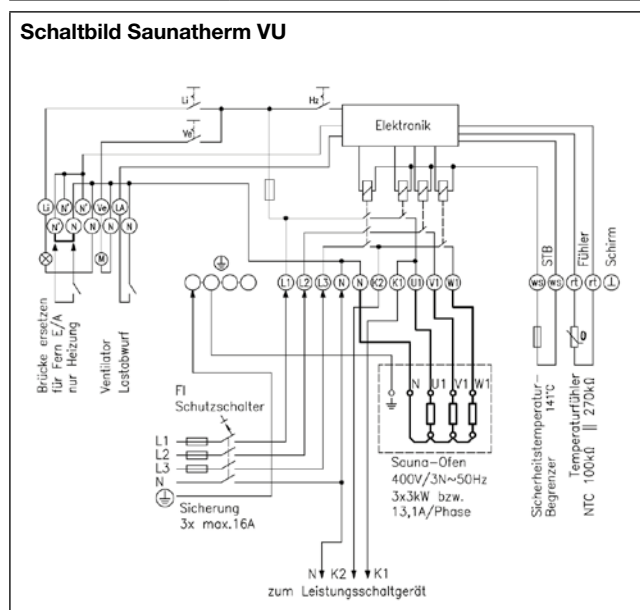 Schaltbild Saunatherm VU
Li
Hz
Ve
Elektronik
Li N' N' Ve LA
N' N M N N
L1 L2 L3 N N K2 K1 U1 V1 W1
ws ws rt rt
STB
Fühler
Schirm
Brücke ersetzen
für Fern E/A
nur Heizung
Ventilator
Lastabwurf
FI
Schutzschalter
L1
L2
L3
N
Sicherung
3x max.16A
N U1 V1 W1
Sauna-Ofen
400V/3N~50Hz
3x3kW bzw.
13,1A/Phase
Sicherheitstemperatur-
Begrenzer 141°C
Temperaturfühler
NTC 100kΩ || 270kΩ
N K2 K1
zum Leistungsschaltgerät